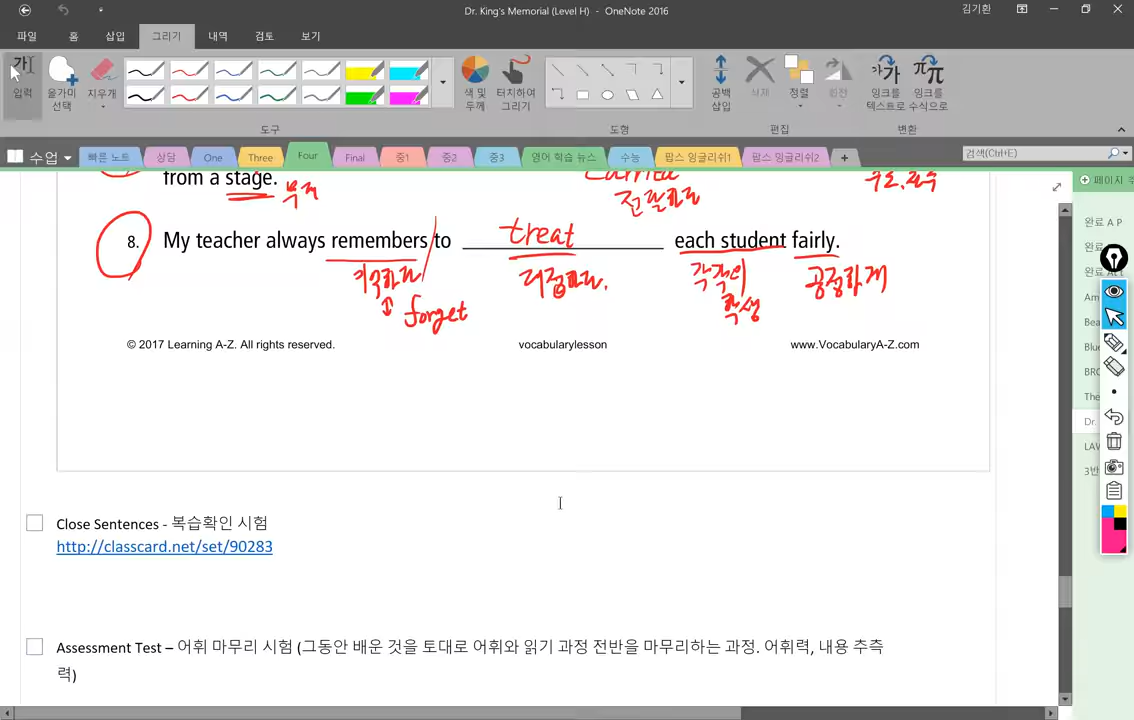 Dr. King's Memorial (Level H) - OneNote 2016
김기환
파일 홈 삽입 그리기 내역 검토 보기
입력
올가미 선택
지우개
색 및 두께
터치하여 그리기
공백 삽입
삭제
정렬
회전
잉크를 텍스트로
잉크를 수식으로
도구 도형 편집 변환
수업 빠른 노트 상담 One Three Four Final 중1 중2 중3 영어 학습 뉴스 수능 팝스 잉글리쉬1 팝스 잉글리쉬2
검색(Ctrl+E)
페이지
완료 A.P
완료
완료
Am
Bea
Blu
BRO
The
Dr.
LAV
3반
from a stage.
8. My teacher always remembers to treat each student fairly.
기억하다 대접하다. 각각의 학생 공정하게
forget
© 2017 Learning A-Z. All rights reserved. vocabularylesson www.VocabularyA-Z.com
Close Sentences - 복습확인 시험
http://classcard.net/set/90283
Assessment Test – 어휘 마무리 시험 (그동안 배운 것을 토대로 어휘와 읽기 과정 전반을 마무리하는 과정. 어휘력, 내용 추측
력)